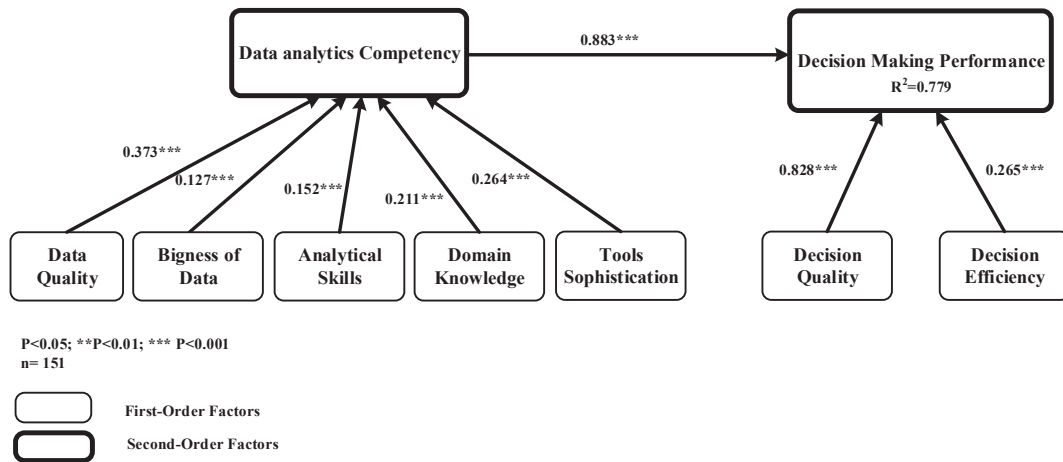 Data analytics Competency
0.883***
Decision Making Performance
R²=0.779
0.373***
0.127***
0.152***
0.211***
0.264***
0.828***
0.265***
Data
Quality
Bigness of
Data
Analytical
Skills
Domain
Knowledge
Tools
Sophistication
Decision
Quality
Decision
Efficiency
P<0.05; **P<0.01; *** P<0.001
n= 151
First-Order Factors
Second-Order Factors